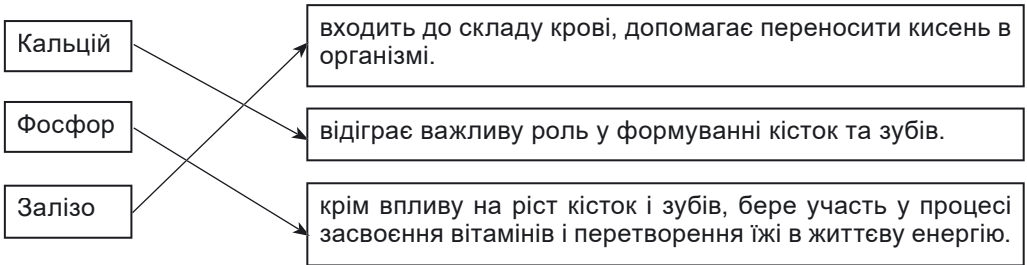 Кальцій
Фосфор
Залізо
входить до складу крові, допомагає переносити кисень в
організмі.
відіграє важливу роль у формуванні кісток та зубів.
крім впливу на ріст кісток і зубів, бере участь у процесі
засвоєння вітамінів і перетворення їжі в життєву енергію.